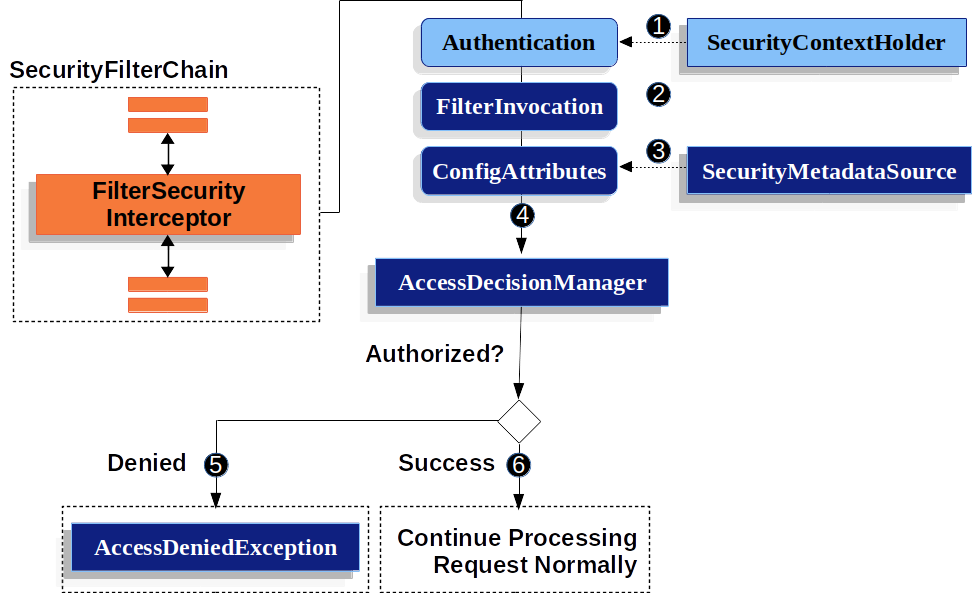 1
Authentication
SecurityContextHolder
SecurityFilterChain
FilterInvocation
2
FilterSecurity
Interceptor
ConfigAttributes
3
SecurityMetadataSource
4
AccessDecisionManager
Authorized?
Denied
5
Success
6
AccessDeniedException
Continue Processing
Request Normally